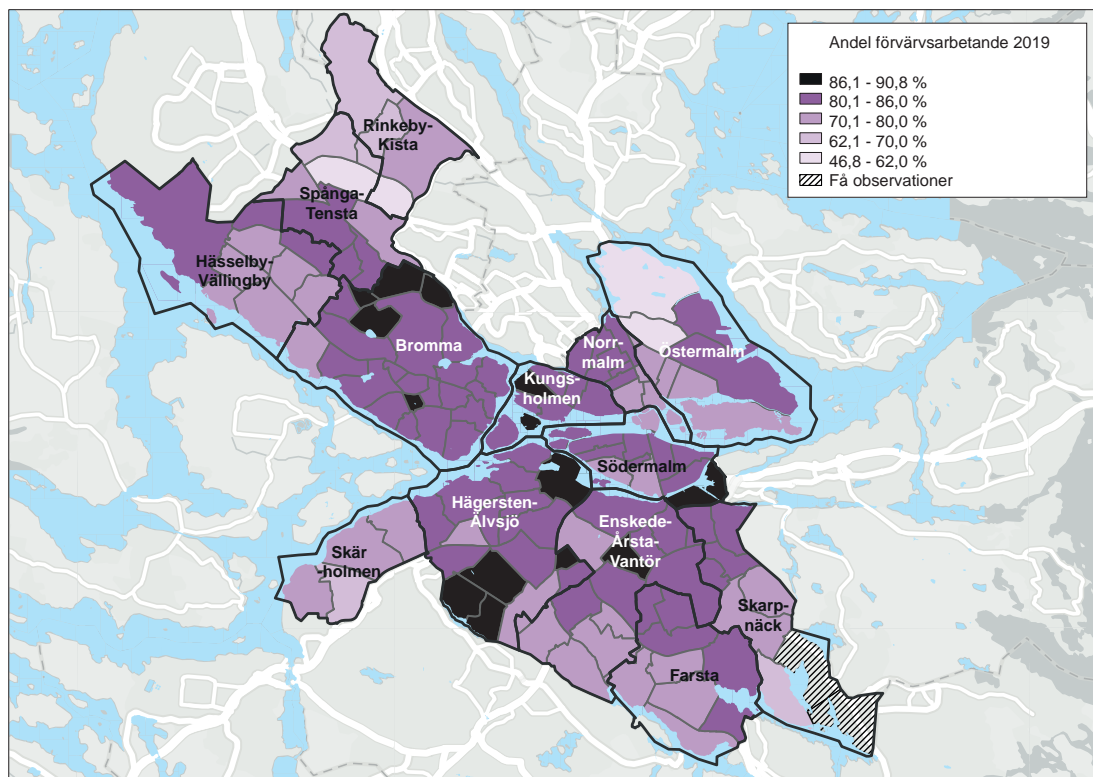 Andel förvärvsarbetande 2019
86,1 - 90,8 %
80,1 - 86,0 %
70,1 - 80,0 %
62,1 - 70,0 %
46,8 - 62,0 %
Få observationer
Rinkeby-
Kista
Spånga-
Tensta
Hässelby-
Vällingby
Bromma
Norr-
malm
Östermalm
Kungs-
holmen
Södermalm
Hägersten-
Älvsjö
Enskede-
Årsta-
Vantör
Skär
-holmen
Skarp-
näck
Farsta